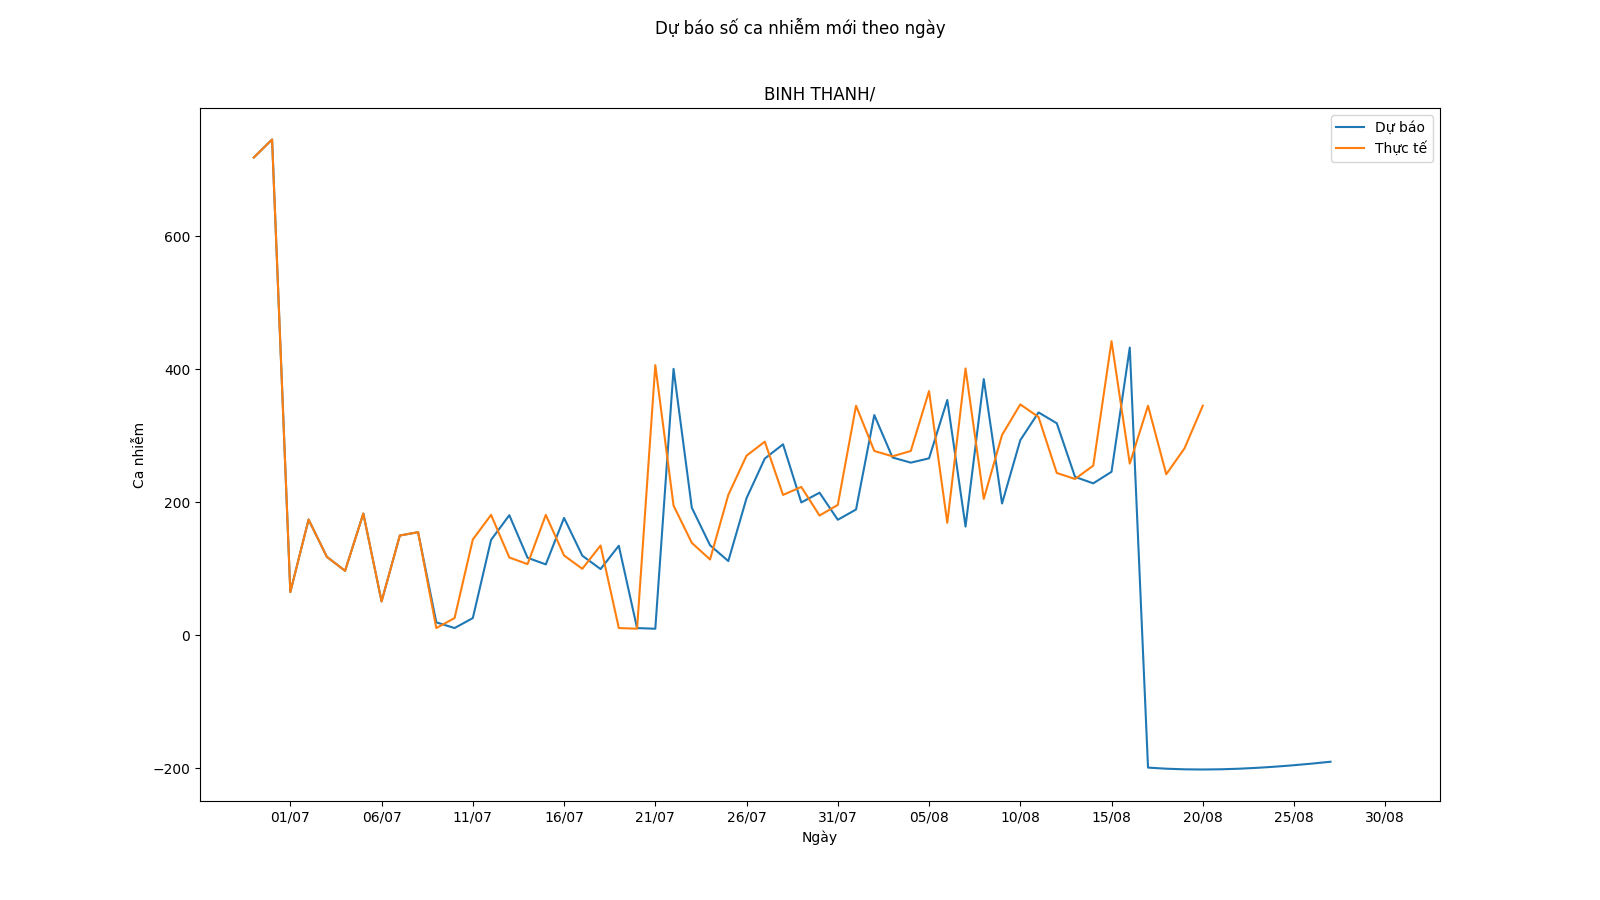 Dự báo số ca nhiễm mới theo ngày
BINH THANH/
Dự báo
Thực tế
Ca nhiễm
600
400
200
0
−200
01/07 06/07 11/07 16/07 21/07 26/07 31/07 05/08 10/08 15/08 20/08 25/08 30/08
Ngày